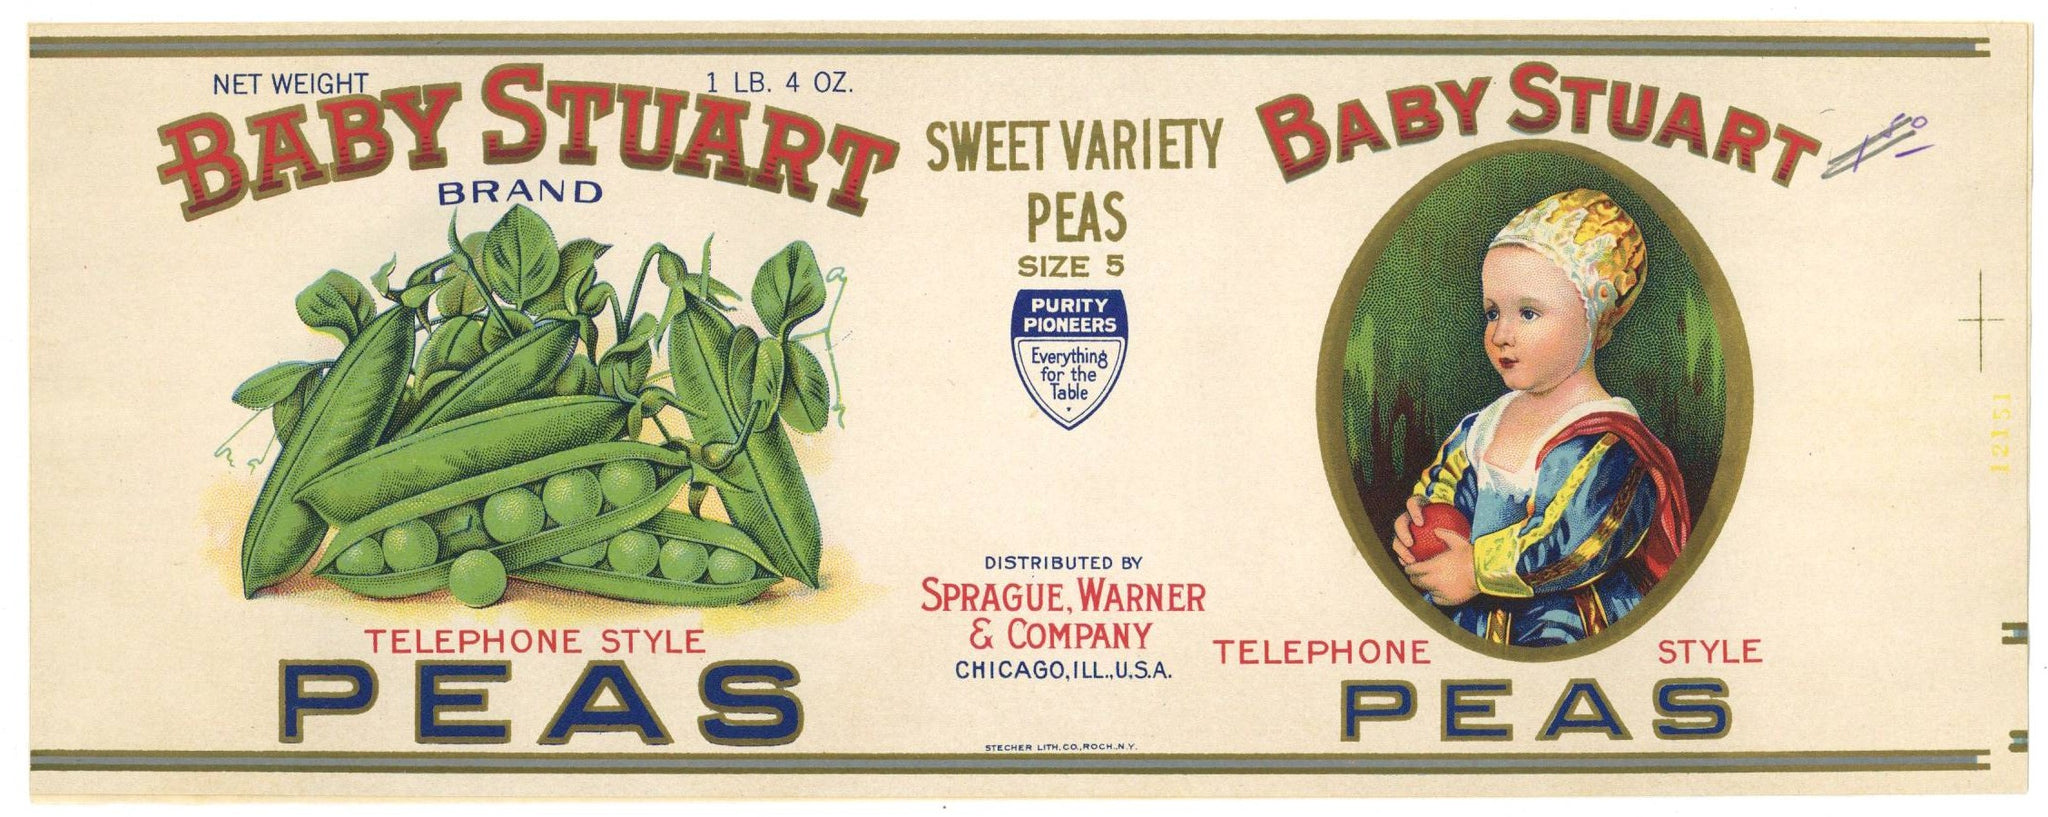 NET WEIGHT 1 LB. 4 OZ.
BABY STUART
BRAND
TELEPHONE STYLE
PEAS
SWEET VARIETY
PEAS
SIZE 5
PURITY
PIONEERS
Everything
for the
Table
DISTRIBUTED BY
SPRAGUE, WARNER
& COMPANY
CHICAGO, ILL., U.S.A.
STECHER LITH. CO., ROCH., N.Y.
BABY STUART
TELEPHONE STYLE
PEAS
12151